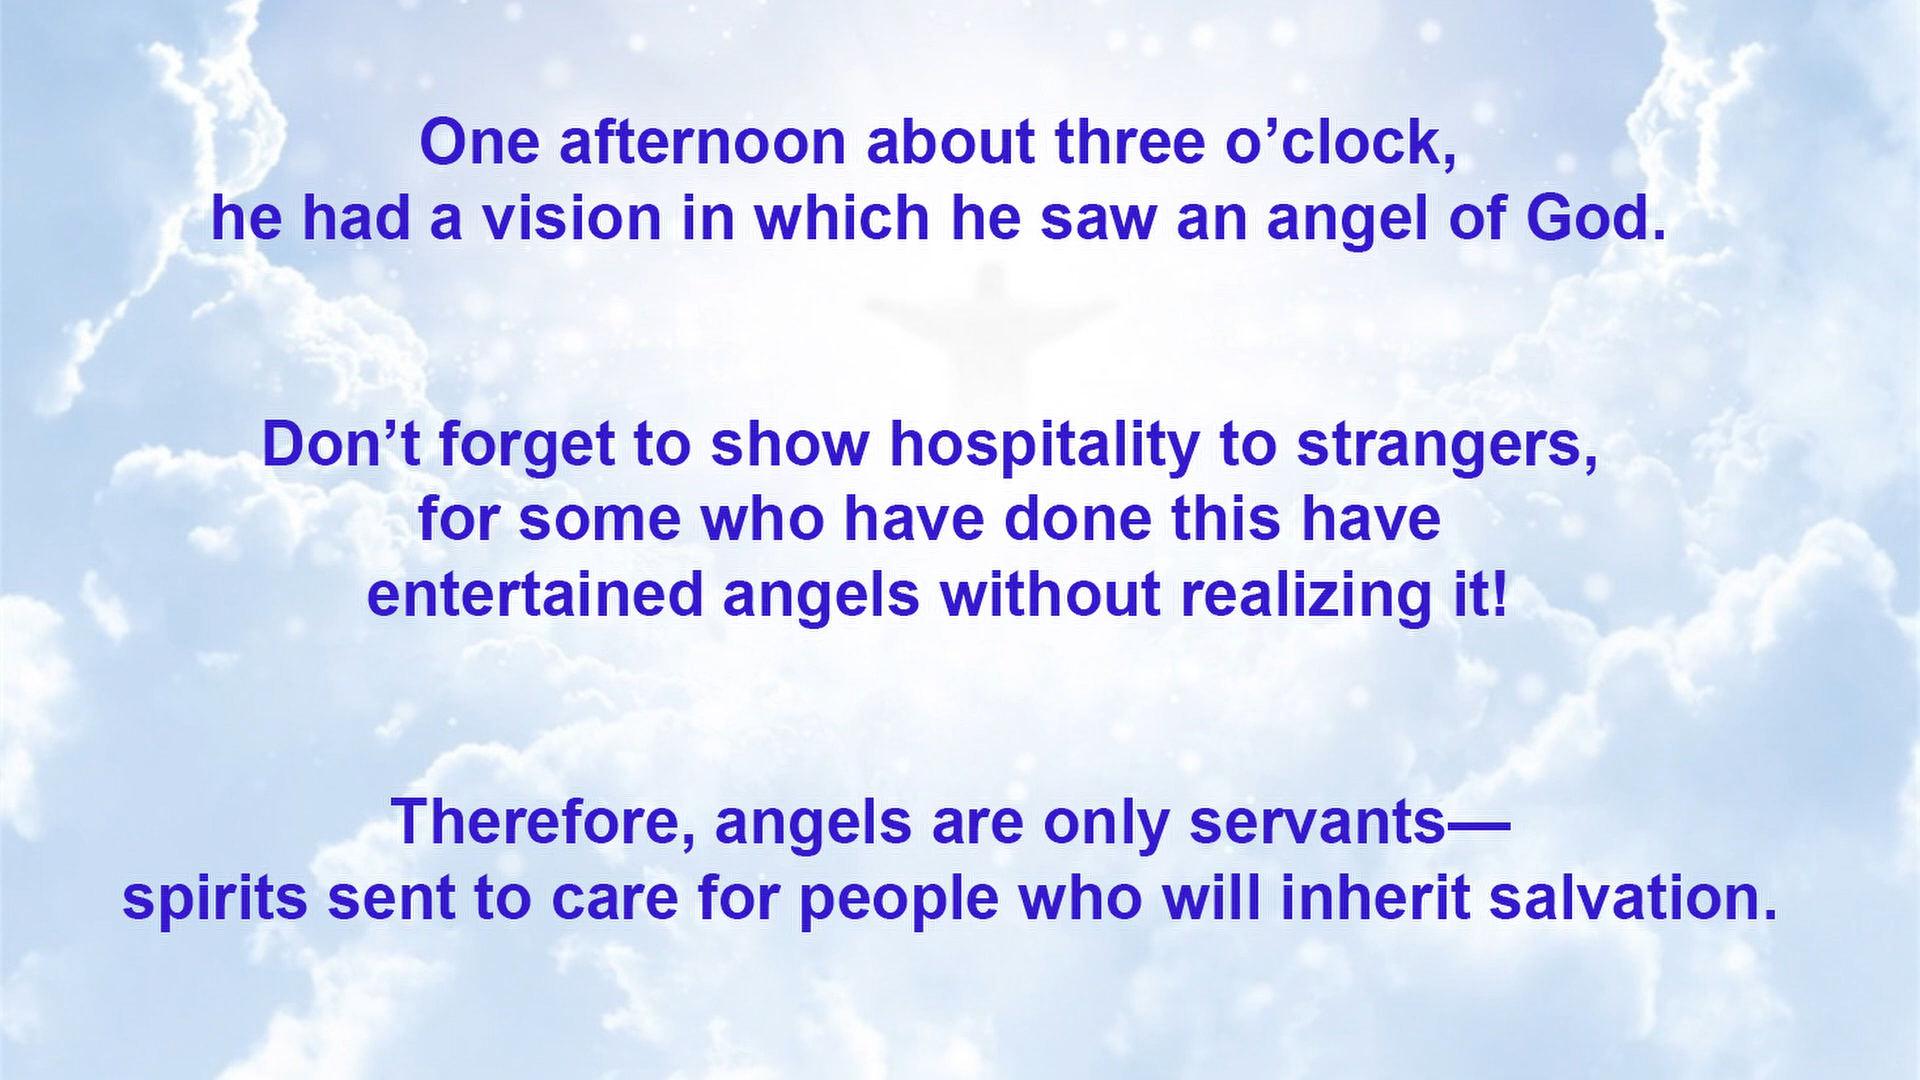 One afternoon about three o’clock,
he had a vision in which he saw an angel of God.
Don’t forget to show hospitality to strangers,
for some who have done this have
entertained angels without realizing it!
Therefore, angels are only servants—
spirits sent to care for people who will inherit salvation.